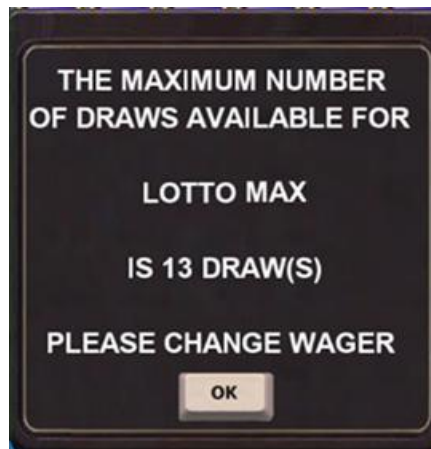 THE MAXIMUM NUMBER
OF DRAWS AVAILABLE FOR
LOTTO MAX
IS 13 DRAW(S)
PLEASE CHANGE WAGER
OK